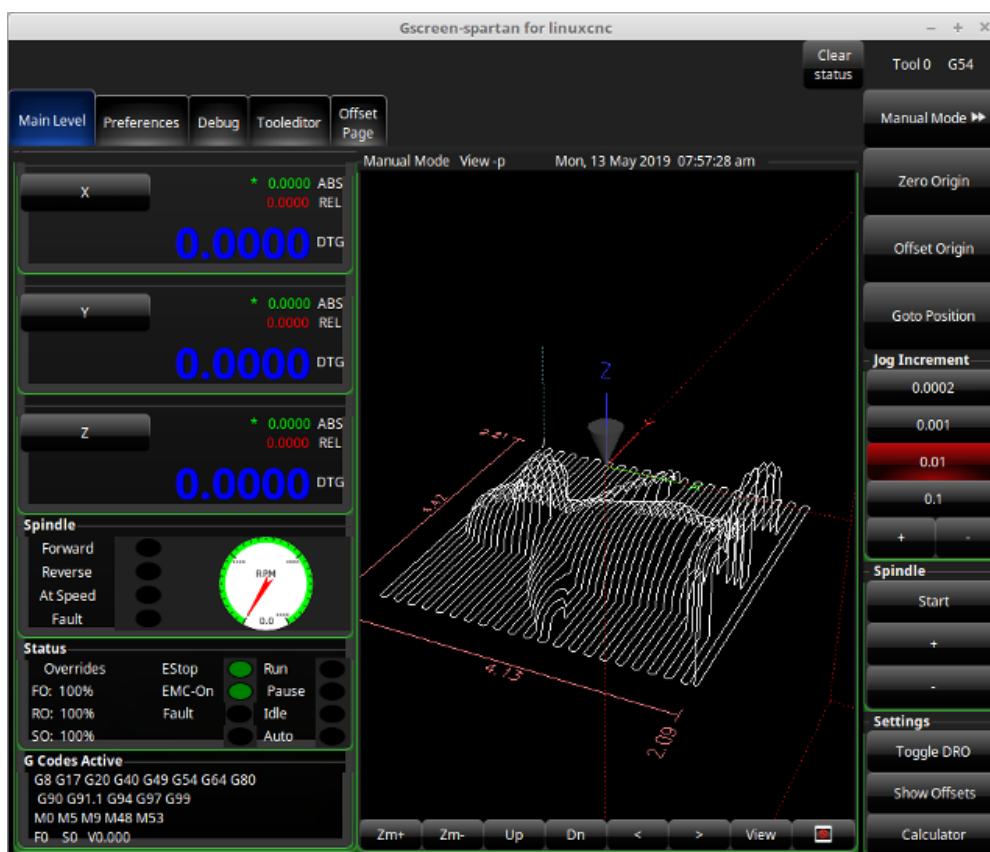 Gscreen-spartan for linuxcnc
Clear
status
Tool 0 G54
Main Level
Preferences
Debug
Tooleditor
Offset
Page
Manual Mode
Manual Mode View -p Mon, 13 May 2019 07:57:28 am
X
* 0.0000 ABS
0.0000 REL
0.0000 DTG
Y
* 0.0000 ABS
0.0000 REL
0.0000 DTG
Z
* 0.0000 ABS
0.0000 REL
0.0000 DTG
Spindle
Forward
Reverse
At Speed
Fault
RPM
0.0
Status
Overrides EStop Run
FO: 100% EMC-On Pause
RO: 100% Fault Idle
SO: 100% Auto
G Codes Active
G8 G17 G20 G40 G49 G54 G64 G80
G90 G91.1 G94 G97 G99
M0 M5 M9 M48 M53
F0 S0 V0.000
Z
4.13
2.09
Zm+ Zm- Up Dn < > View
Zero Origin
Offset Origin
Goto Position
Jog Increment
0.0002
0.001
0.01
0.1
+ -
Spindle
Start
+
-
Settings
Toggle DRO
Show Offsets
Calculator